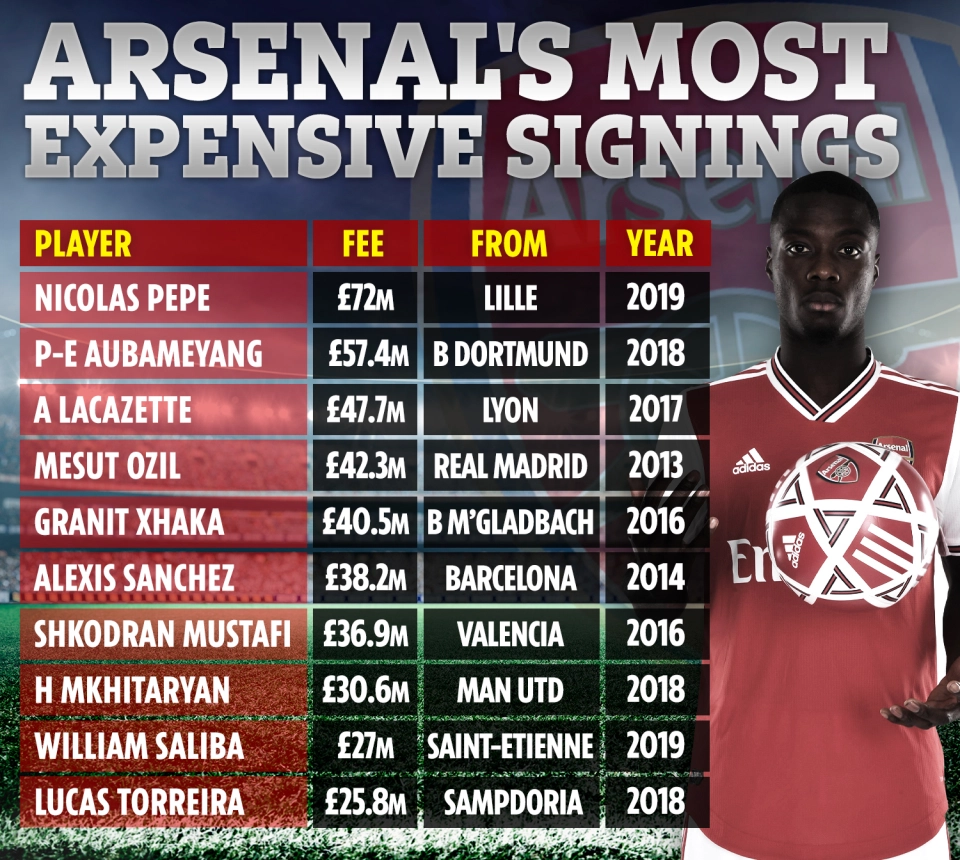 ARSENAL'S MOST
EXPENSIVE SIGNINGS
PLAYER FEE FROM YEAR
NICOLAS PEPE £72M LILLE 2019
P-E AUBAMEYANG £57.4M B DORTMUND 2018
A LACAZETTE £47.7M LYON 2017
MESUT OZIL £42.3M REAL MADRID 2013
GRANIT XHAKA £40.5M B M'GLADBACH 2016
ALEXIS SANCHEZ £38.2M BARCELONA 2014
SHKODRAN MUSTAFI £36.9M VALENCIA 2016
H MKHITARYAN £30.6M MAN UTD 2018
WILLIAM SALIBA £27M SAINT-ETIENNE 2019
LUCAS TORREIRA £25.8M SAMPDORIA 2018
Arsenal
adidas
Arsenal
adidas